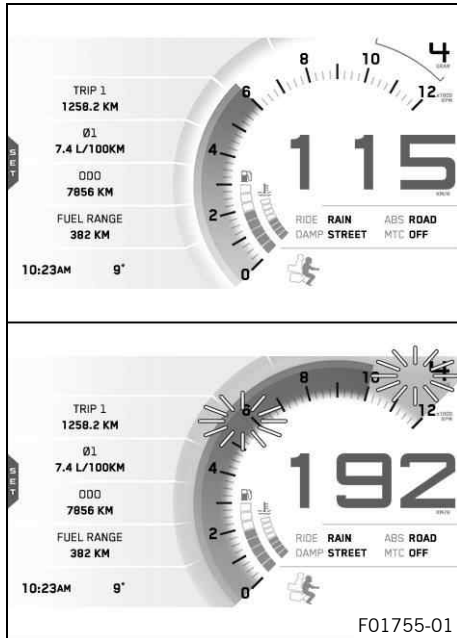 4
GEAR
8
10
6
12
x1000
RPM
TRIP 1
1258.2 KM
4
Ø1
7.4 L/100KM
115
KM/H
SET
ODO
7856 KM
2
FUEL RANGE
382 KM
RIDE RAIN ABS ROAD
DAMP STREET MTC OFF
10:23AM 9°
0
8
10
4
6
12
TRIP 1
1258.2 KM
Ø1
7.4 L/100KM
4
192
KM/H
SET
ODO
7856 KM
2
FUEL RANGE
382 KM
RIDE RAIN ABS ROAD
DAMP STREET MTC OFF
10:23AM 9°
0
F01755-01